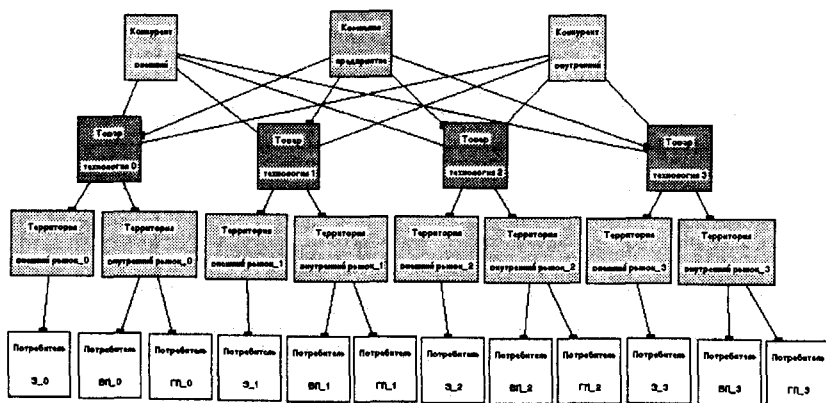 Конкурент Компания Конкурент
внешний предприятие внутренний
Товар Товар Товар Товар
технология 0 технология 1 технология 2 технология 3
Территория Территория Территория Территория Территория Территория Территория Территория
внешний рынок_0 внутренний рынок_0 внешний рынок_1 внутренний рынок_1 внешний рынок_2 внутренний рынок_2 внешний рынок_3 внутренний рынок_3
Потребитель Потребитель Потребитель Потребитель Потребитель Потребитель Потребитель Потребитель Потребитель Потребитель Потребитель Потребитель
Э_0 ВП_0 ГП_0 Э_1 ВП_1 ГП_1 Э_2 ВП_2 ГП_2 Э_3 ВП_3 ГП_3